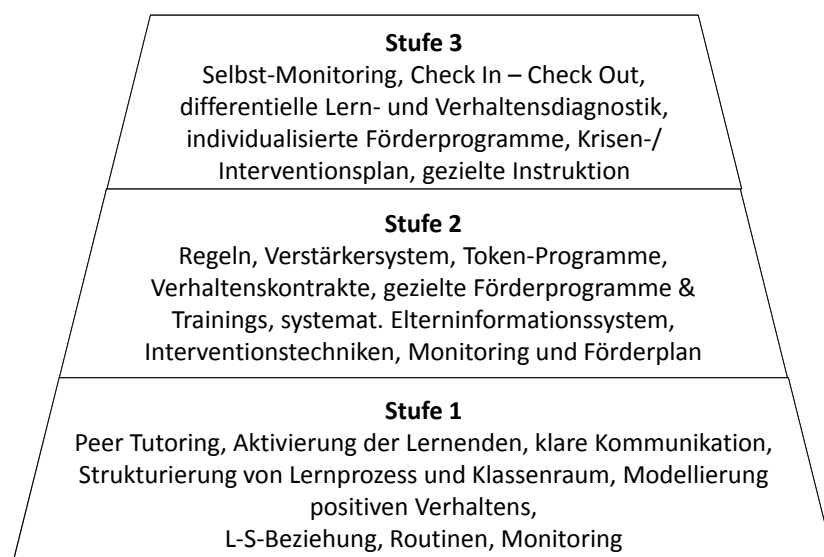 Stufe 3
Selbst-Monitoring, Check In – Check Out,
differentielle Lern- und Verhaltensdiagnostik,
individualisierte Förderprogramme, Krisen-/
Interventionsplan, gezielte Instruktion
Stufe 2
Regeln, Verstärkersystem, Token-Programme,
Verhaltenskontrakte, gezielte Förderprogramme &
Trainings, systemat. Elterninformationssystem,
Interventionstechniken, Monitoring und Förderplan
Stufe 1
Peer Tutoring, Aktivierung der Lernenden, klare Kommunikation,
Strukturierung von Lernprozess und Klassenraum, Modellierung
positiven Verhaltens,
L-S-Beziehung, Routinen, Monitoring